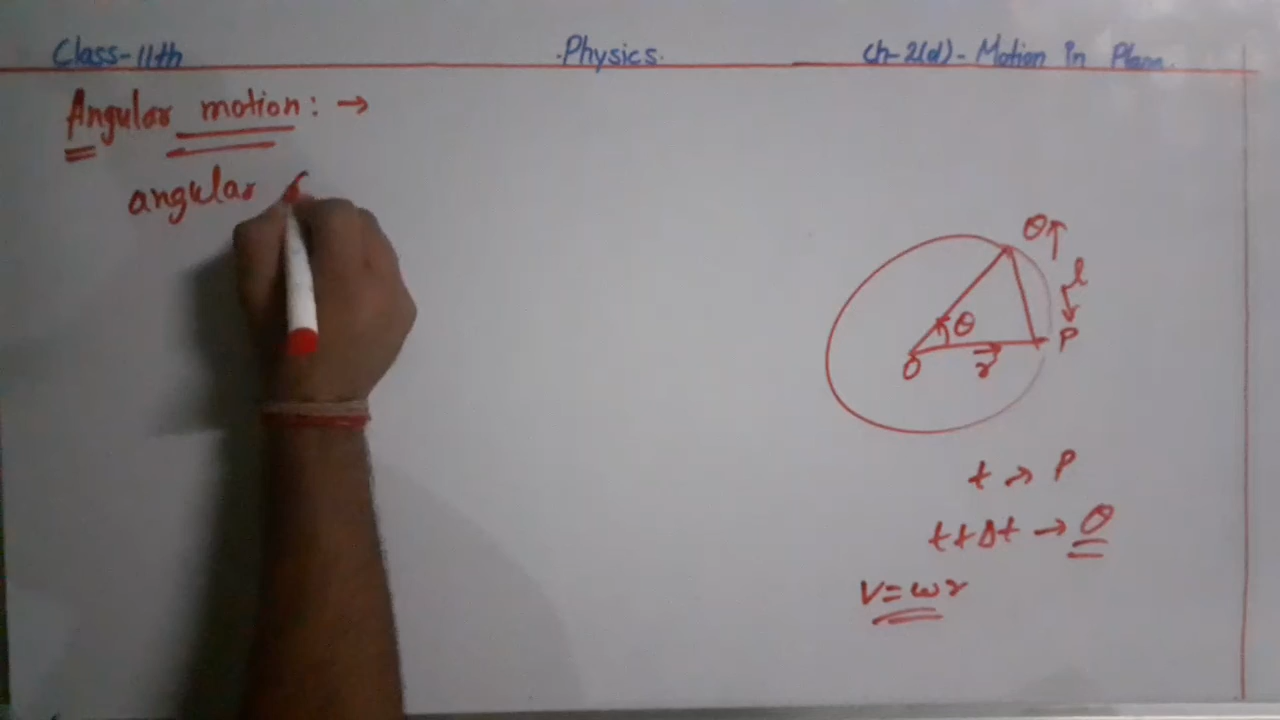 Class-11th Physics. Ch-2(d)-Motion in Plane.
Angular motion: →
angular
θ↑
l
θ
P
O
r
t → P
t+Δt → θ
V=ωr